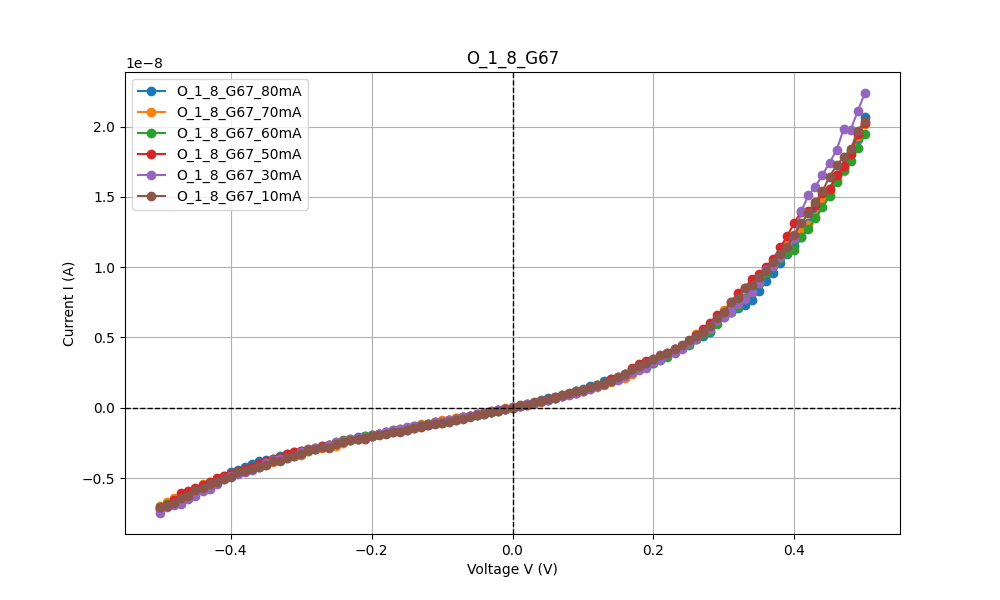 O_1_8_G67
1e−8
O_1_8_G67_80mA
O_1_8_G67_70mA
O_1_8_G67_60mA
O_1_8_G67_50mA
O_1_8_G67_30mA
O_1_8_G67_10mA
2.0
1.5
1.0
0.5
0.0
−0.5
Current I (A)
−0.4 −0.2 0.0 0.2 0.4
Voltage V (V)